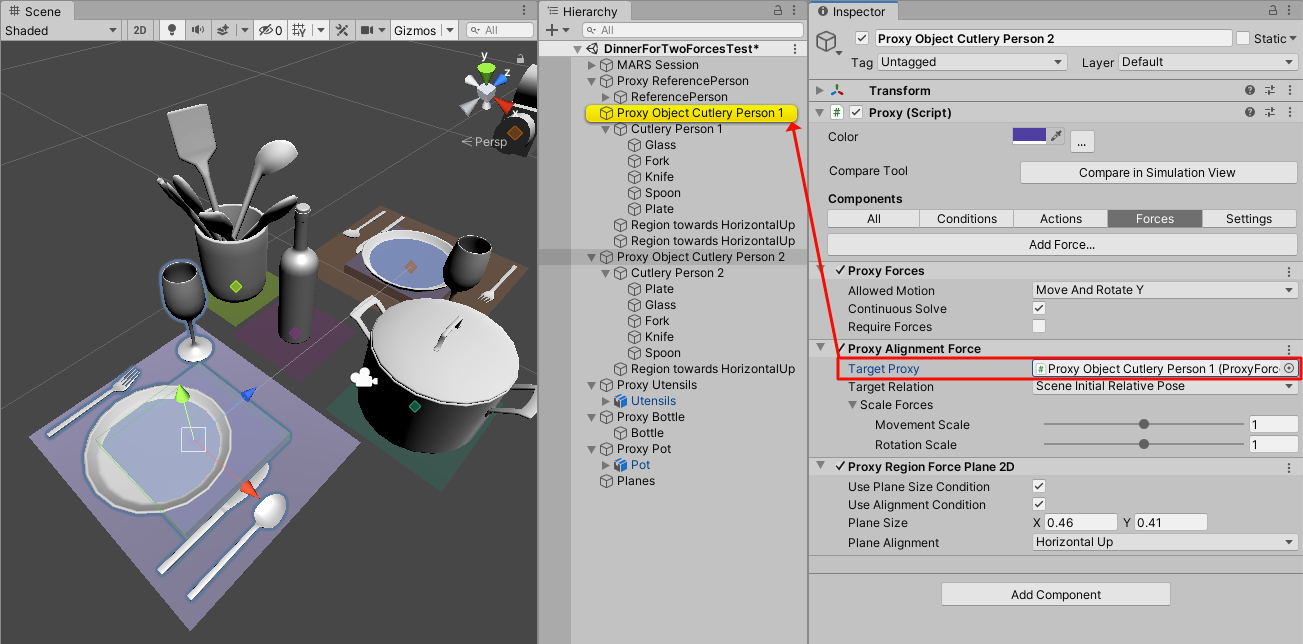 Scene
Shaded
2D
0
Gizmos
All
y
z
x
Persp
Hierarchy
All
DinnerForTwoForcesTest*
MARS Session
Proxy ReferencePerson
ReferencePerson
Proxy Object Cutlery Person 1
Cutlery Person 1
Glass
Fork
Knife
Spoon
Plate
Region towards HorizontalUp
Region towards HorizontalUp
Proxy Object Cutlery Person 2
Cutlery Person 2
Plate
Glass
Fork
Knife
Spoon
Region towards HorizontalUp
Proxy Utensils
Utensils
Proxy Bottle
Bottle
Proxy Pot
Pot
Planes
Inspector
Proxy Object Cutlery Person 2
Static
Tag Untagged Layer Default
Transform
# Proxy (Script)
Color
...
Compare Tool Compare in Simulation View
Components
All Conditions Actions Forces Settings
Add Force...
Proxy Forces
Allowed Motion Move And Rotate Y
Continuous Solve
Require Forces
Proxy Alignment Force
Target Proxy # Proxy Object Cutlery Person 1 (ProxyForc
Target Relation Scene Initial Relative Pose
Scale Forces
Movement Scale 1
Rotation Scale 1
Proxy Region Force Plane 2D
Use Plane Size Condition
Use Alignment Condition
Plane Size X 0.46 Y 0.41
Plane Alignment Horizontal Up
Add Component